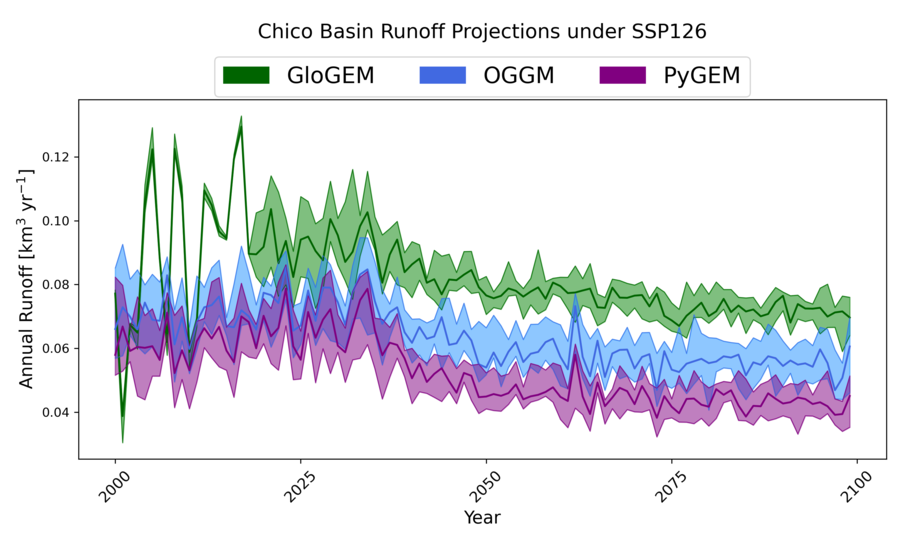 Chico Basin Runoff Projections under SSP126
GloGEM OGGM PyGEM
Annual Runoff [km³ yr⁻¹]
0.12
0.10
0.08
0.06
0.04
2000 2025 2050 2075 2100
Year